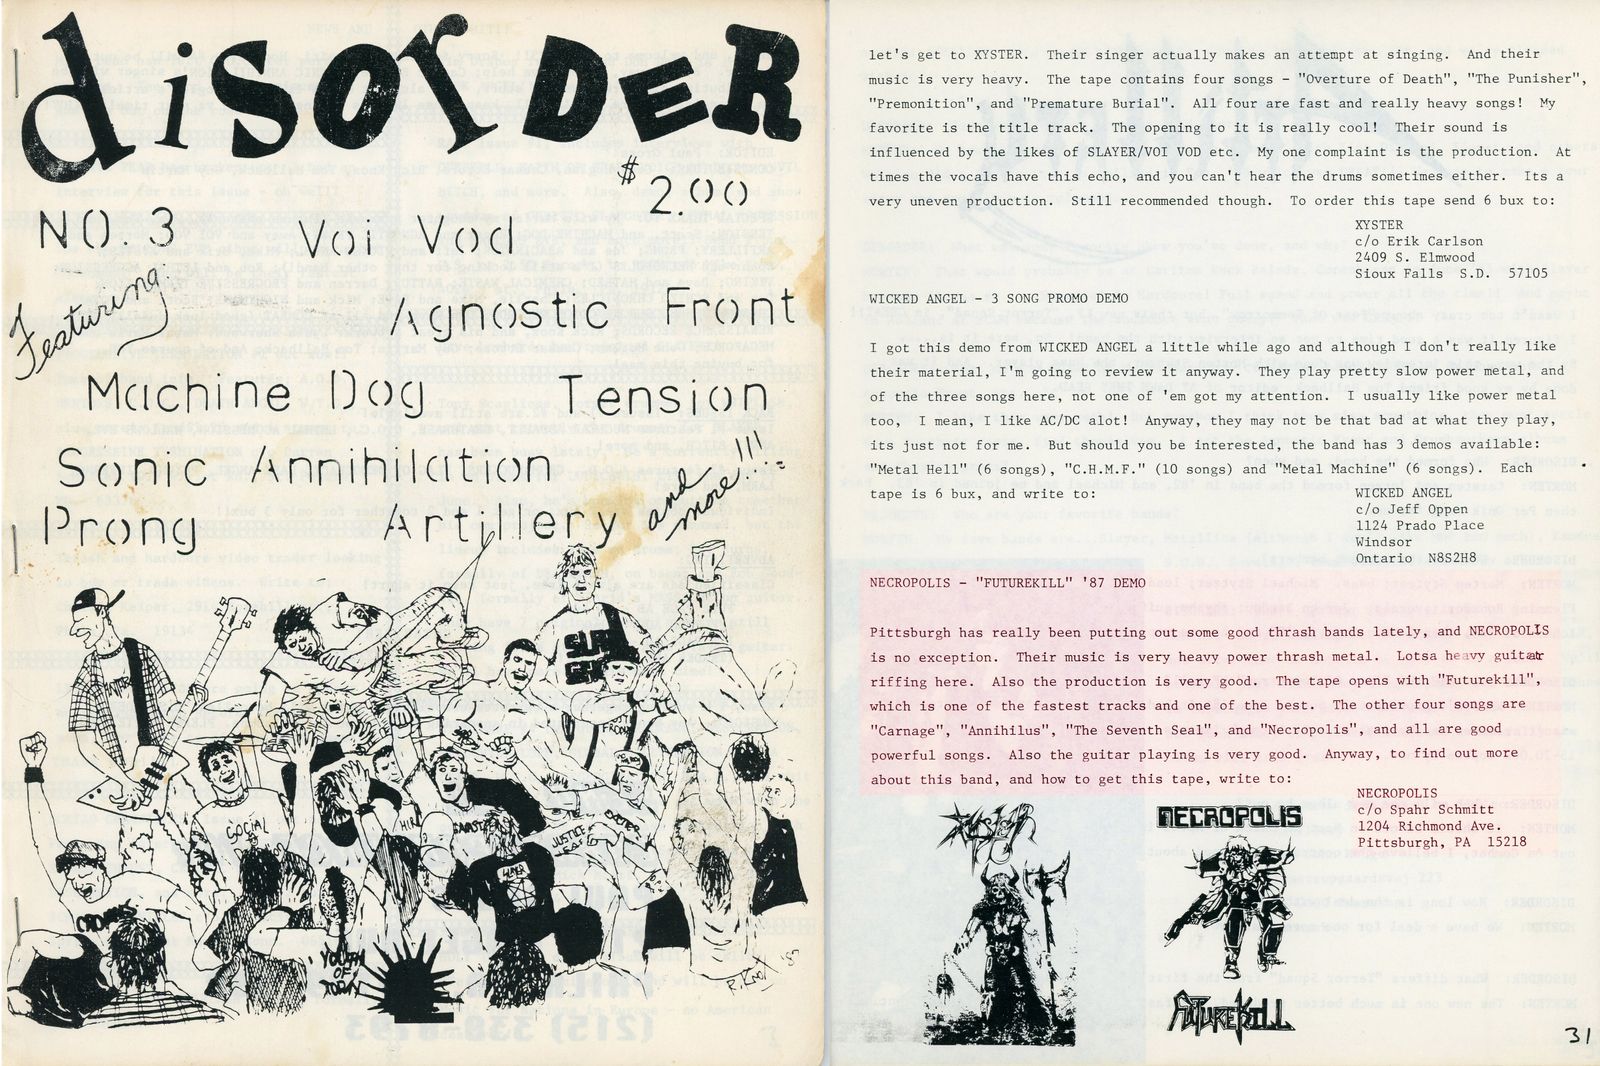 disorDER
$2.00
NO. 3
Voi Vod
Featuring:
Agnostic Front
Machine Dog
Tension
Sonic Annihilation
Prong
Artillery
and
more!!!
SOCIAL
CROMAGS
YOUTH
OF
TODAY
JUSTICE
LEAGUE
EXETER
SLAYER
P. Knox '87
let's get to XYSTER. Their singer actually makes an attempt at singing. And their
music is very heavy. The tape contains four songs - "Overture of Death", "The Punisher",
"Premonition", and "Premature Burial". All four are fast and really heavy songs! My
favorite is the title track. The opening to it is really cool! Their sound is
influenced by the likes of SLAYER/VOI VOD etc. My one complaint is the production. At
times the vocals have this echo, and you can't hear the drums sometimes either. Its a
very uneven production. Still recommended though. To order this tape send 6 bux to:
XYSTER
c/o Erik Carlson
2409 S. Elmwood
Sioux Falls S.D. 57105
WICKED ANGEL - 3 SONG PROMO DEMO
I got this demo from WICKED ANGEL a little while ago and although I don't really like
their material, I'm going to review it anyway. They play pretty slow power metal, and
of the three songs here, not one of 'em got my attention. I usually like power metal
too, I mean, I like AC/DC alot! Anyway, they may not be that bad at what they play,
its just not for me. But should you be interested, the band has 3 demos available:
"Metal Hell" (6 songs), "C.H.M.F." (10 songs) and "Metal Machine" (6 songs). Each
tape is 6 bux, and write to:
WICKED ANGEL
c/o Jeff Oppen
1124 Prado Place
Windsor
Ontario N8S2H8
NECROPOLIS - "FUTUREKILL" '87 DEMO
Pittsburgh has really been putting out some good thrash bands lately, and NECROPOLIS
is no exception. Their music is very heavy power thrash metal. Lotsa heavy guitar
riffing here. Also the production is very good. The tape opens with "Futurekill",
which is one of the fastest tracks and one of the best. The other four songs are
"Carnage", "Annihilus", "The Seventh Seal", and "Necropolis", and all are good
powerful songs. Also the guitar playing is very good. Anyway, to find out more
about this band, and how to get this tape, write to:
NECROPOLIS
c/o Spahr Schmitt
1204 Richmond Ave.
Pittsburgh, PA 15218
XYSTER
NECROPOLIS
FUTUREKILL
31